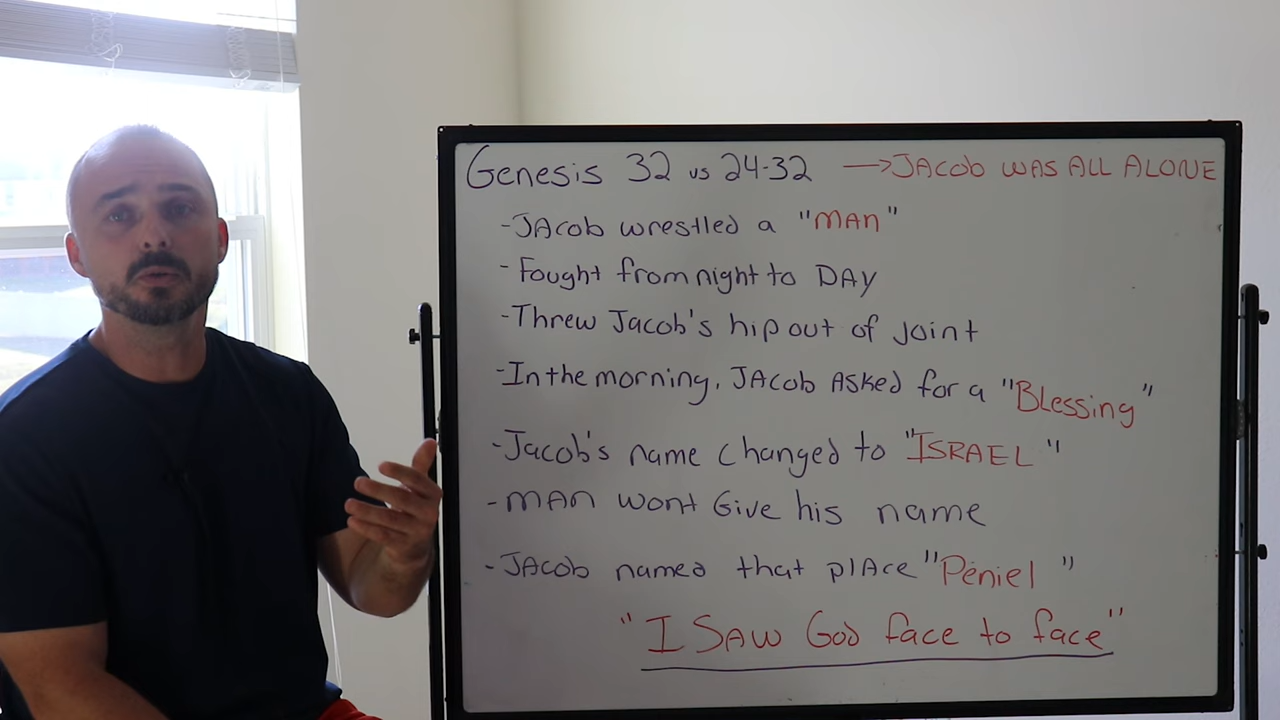 Genesis 32 vs 24-32 → JACOB WAS ALL ALONE
- JAcob wrestled a "MAN"
- Fought from night to DAY
- Threw Jacob's hip out of joint
- In the morning, JAcob Asked for a "BLessing"
- Jacob's name changed to "ISRAEL"
- MAN wont Give his name
- JAcob named that plAce "Peniel"
"I SAW GOD face to face"